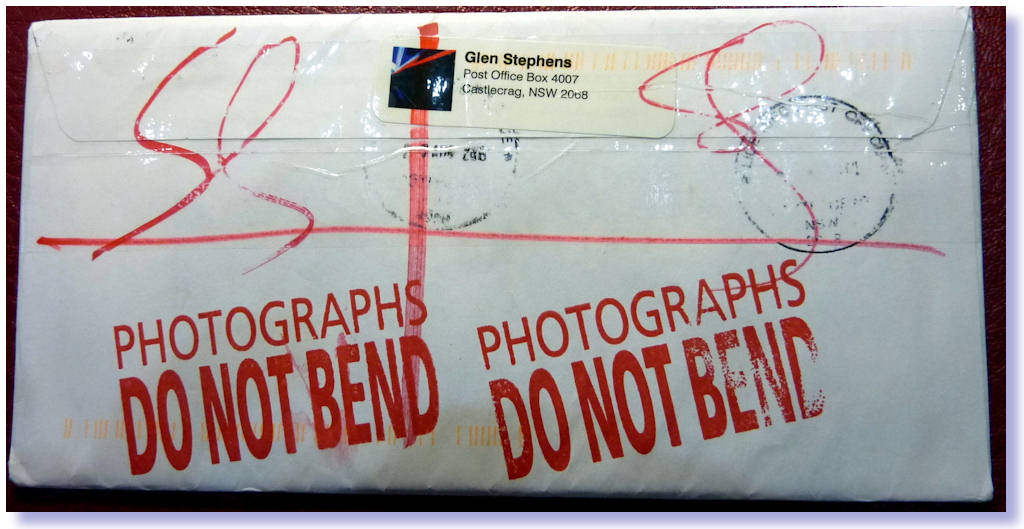 Glen Stephens
Post Office Box 4007
Castlecrag, NSW 2068
PHOTOGRAPHS
DO NOT BEND
PHOTOGRAPHS
DO NOT BEND